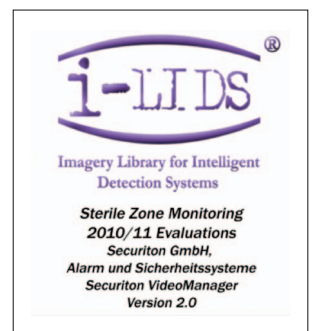 i-LIDS ®
Imagery Library for Intelligent
Detection Systems
Sterile Zone Monitoring
2010/11 Evaluations
Securiton GmbH,
Alarm und Sicherheitssysteme
Securiton VideoManager
Version 2.0